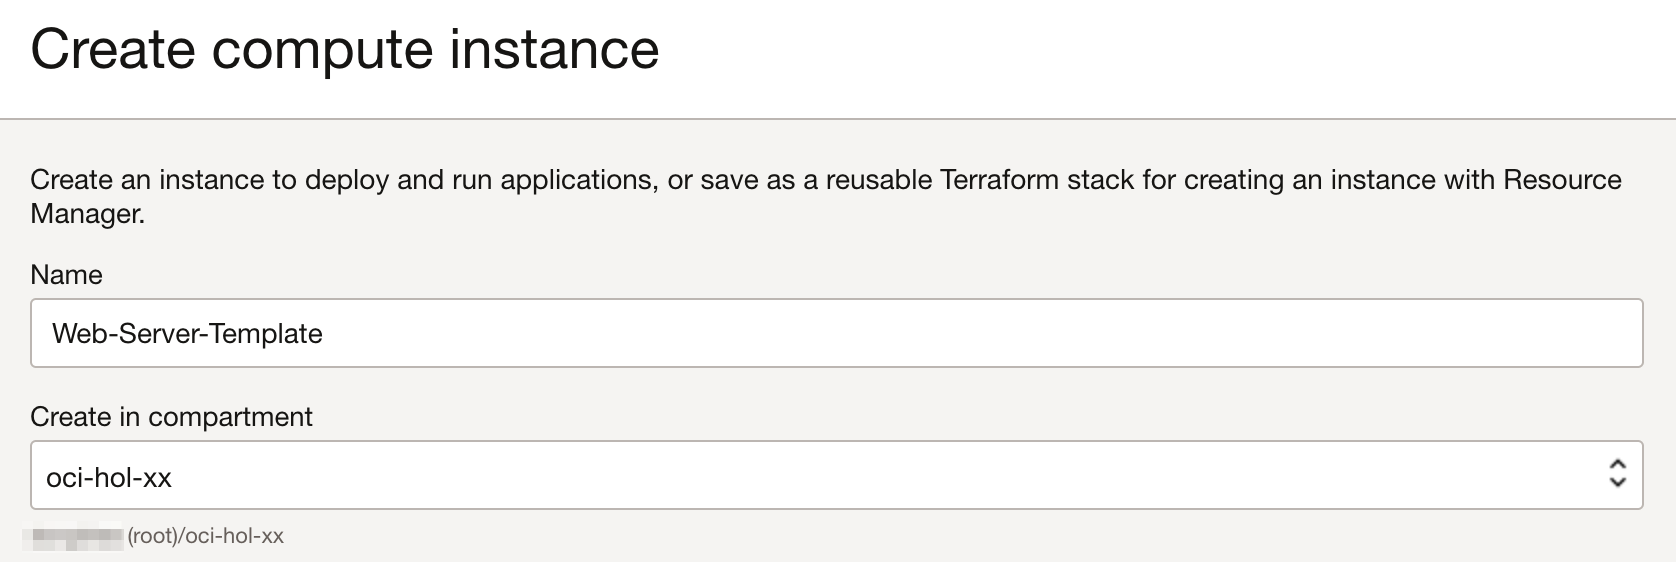 Create compute instance
Create an instance to deploy and run applications, or save as a reusable Terraform stack for creating an instance with Resource
Manager.
Name
Web-Server-Template
Create in compartment
oci-hol-xx
(root)/oci-hol-xx